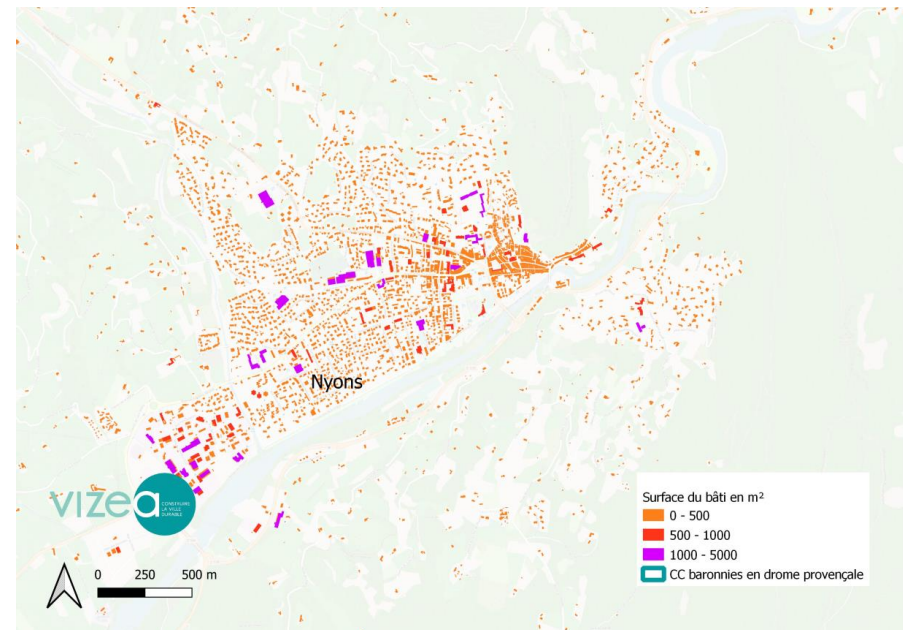 Nyons
vizea
CONSTRUIRE
LA VILLE
DURABLE
0 250 500 m
Surface du bâti en m²
0 - 500
500 - 1000
1000 - 5000
CC baronnies en drome provençale